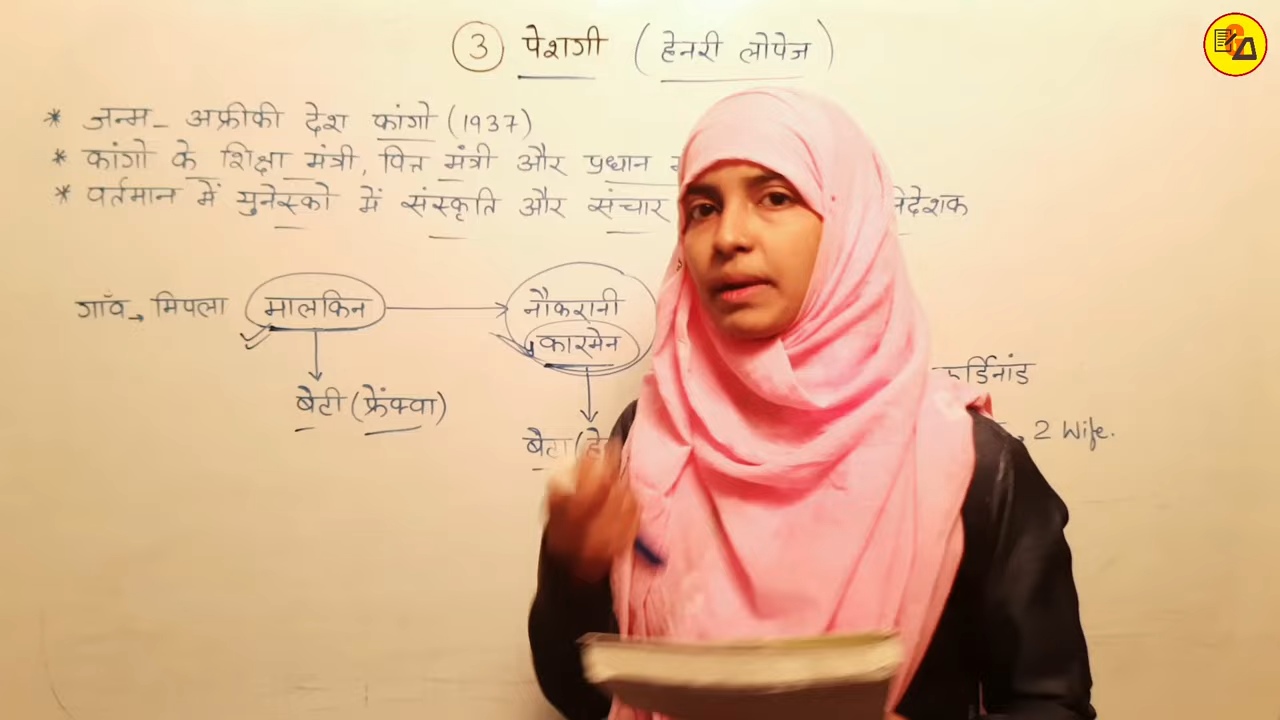 ③ पेशगी (हेनरी लोपेज)
* जन्म - अफ्रीकी देश कांगो (1937)
* कांगो के शिक्षा मंत्री, पित्त मंत्री और प्रधान
* वर्तमान में युनेस्को में संस्कृति और संचार निदेशक
गाँव → मिपला मालकिन → नौकरानी
कारमेन
फर्डिनांड
बेटी (फ्रेंक्वा)
बेटा (हे , 2 Wife.